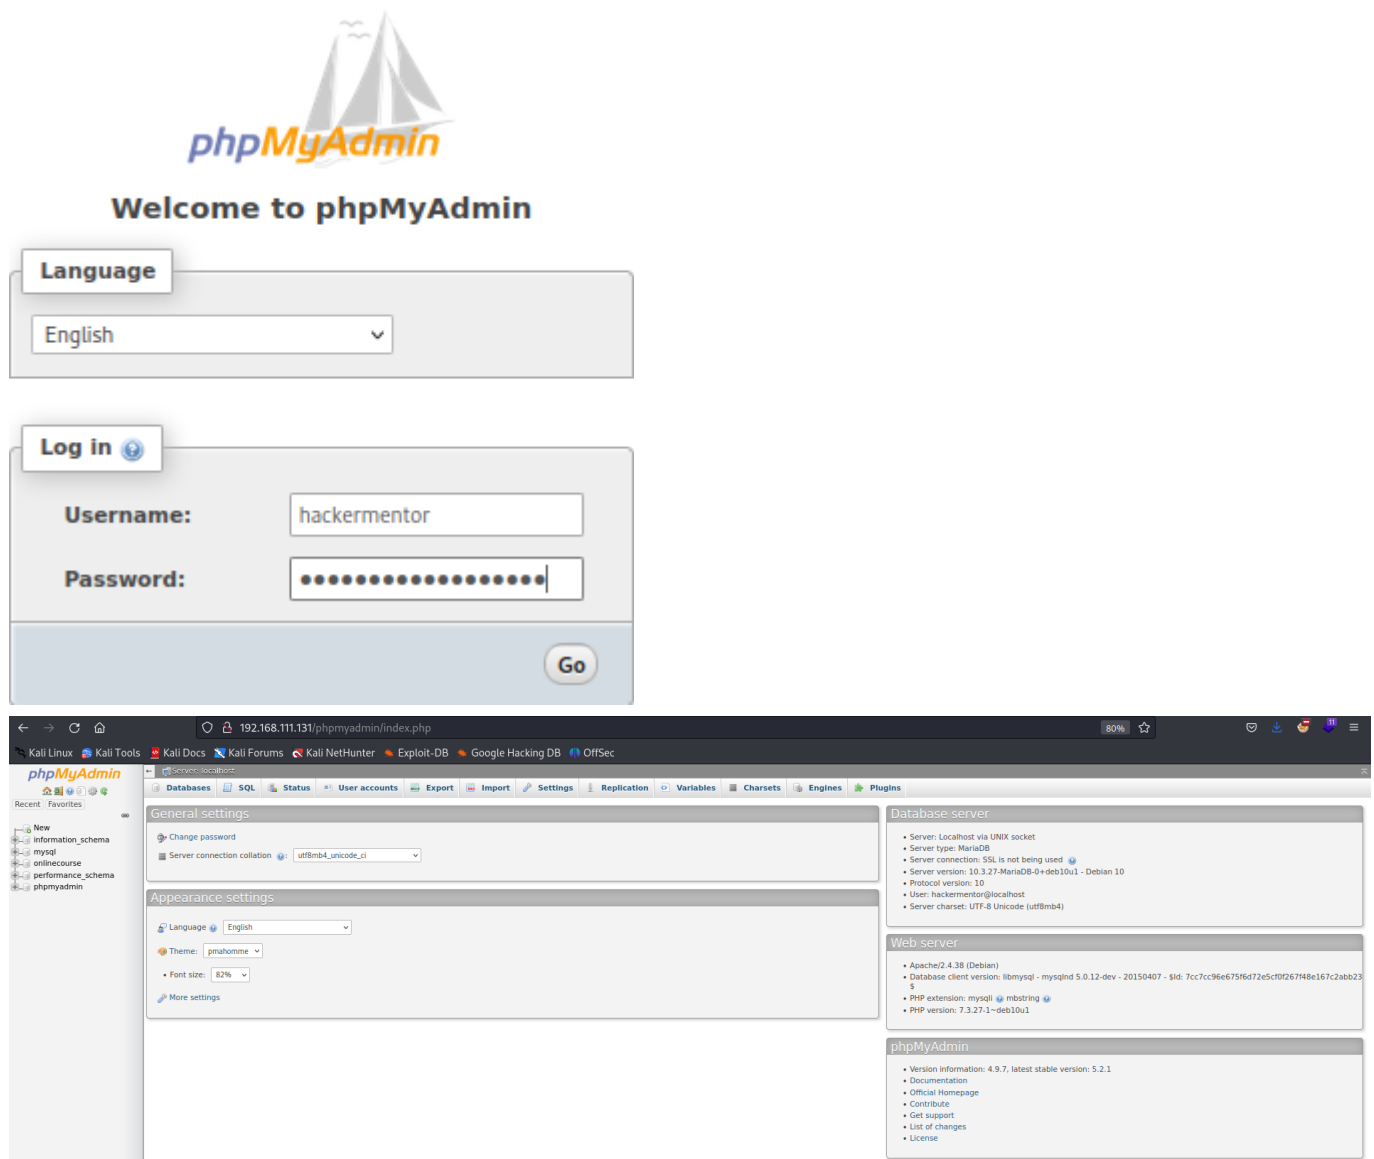 phpMyAdmin
Welcome to phpMyAdmin
Language
English
Log in
Username: hackermentor
Password: ••••••••••••••••••
Go
192.168.111.131/phpmyadmin/index.php 80% 11
Kali Linux Kali Tools Kali Docs Kali Forums Kali NetHunter Exploit-DB Google Hacking DB OffSec
phpMyAdmin
Recent Favorites
New
information_schema
mysql
onlinecourse
performance_schema
phpmyadmin
Server: localhost
Databases SQL Status User accounts Export Import Settings Replication Variables Charsets Engines Plugins
General settings
Change password
Server connection collation : utf8mb4_unicode_ci
Appearance settings
Language English
Theme: pmahomme
• Font size: 82%
More settings
Database server
• Server: Localhost via UNIX socket
• Server type: MariaDB
• Server connection: SSL is not being used
• Server version: 10.3.27-MariaDB-0+deb10u1 - Debian 10
• Protocol version: 10
• User: hackermentor@localhost
• Server charset: UTF-8 Unicode (utf8mb4)
Web server
• Apache/2.4.38 (Debian)
• Database client version: libmysql - mysqlnd 5.0.12-dev - 20150407 - $Id: 7cc7cc96e675f6d72e5cf0f267f48e167c2abb23
$
• PHP extension: mysqli mbstring
• PHP version: 7.3.27-1~deb10u1
phpMyAdmin
• Version information: 4.9.7, latest stable version: 5.2.1
• Documentation
• Official Homepage
• Contribute
• Get support
• List of changes
• License